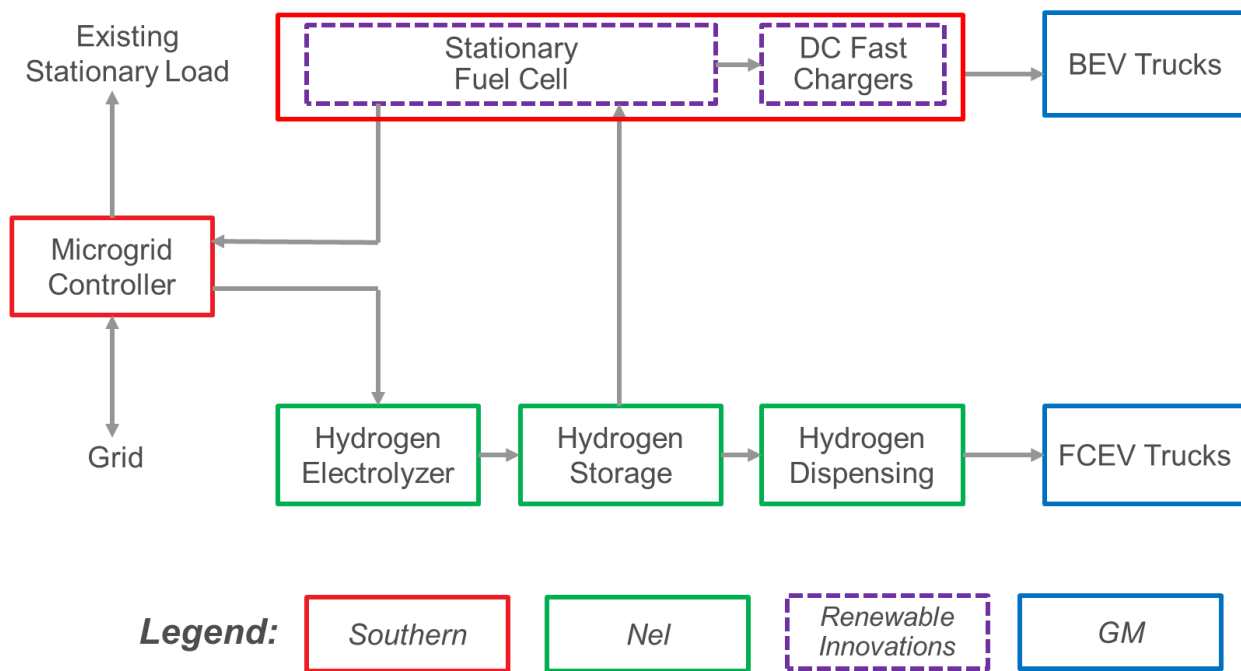 Existing
Stationary Load
Stationary
Fuel Cell
DC Fast
Chargers
BEV Trucks
Microgrid
Controller
Grid
Hydrogen
Electrolyzer
Hydrogen
Storage
Hydrogen
Dispensing
FCEV Trucks
Legend:
Southern
Nel
Renewable
Innovations
GM